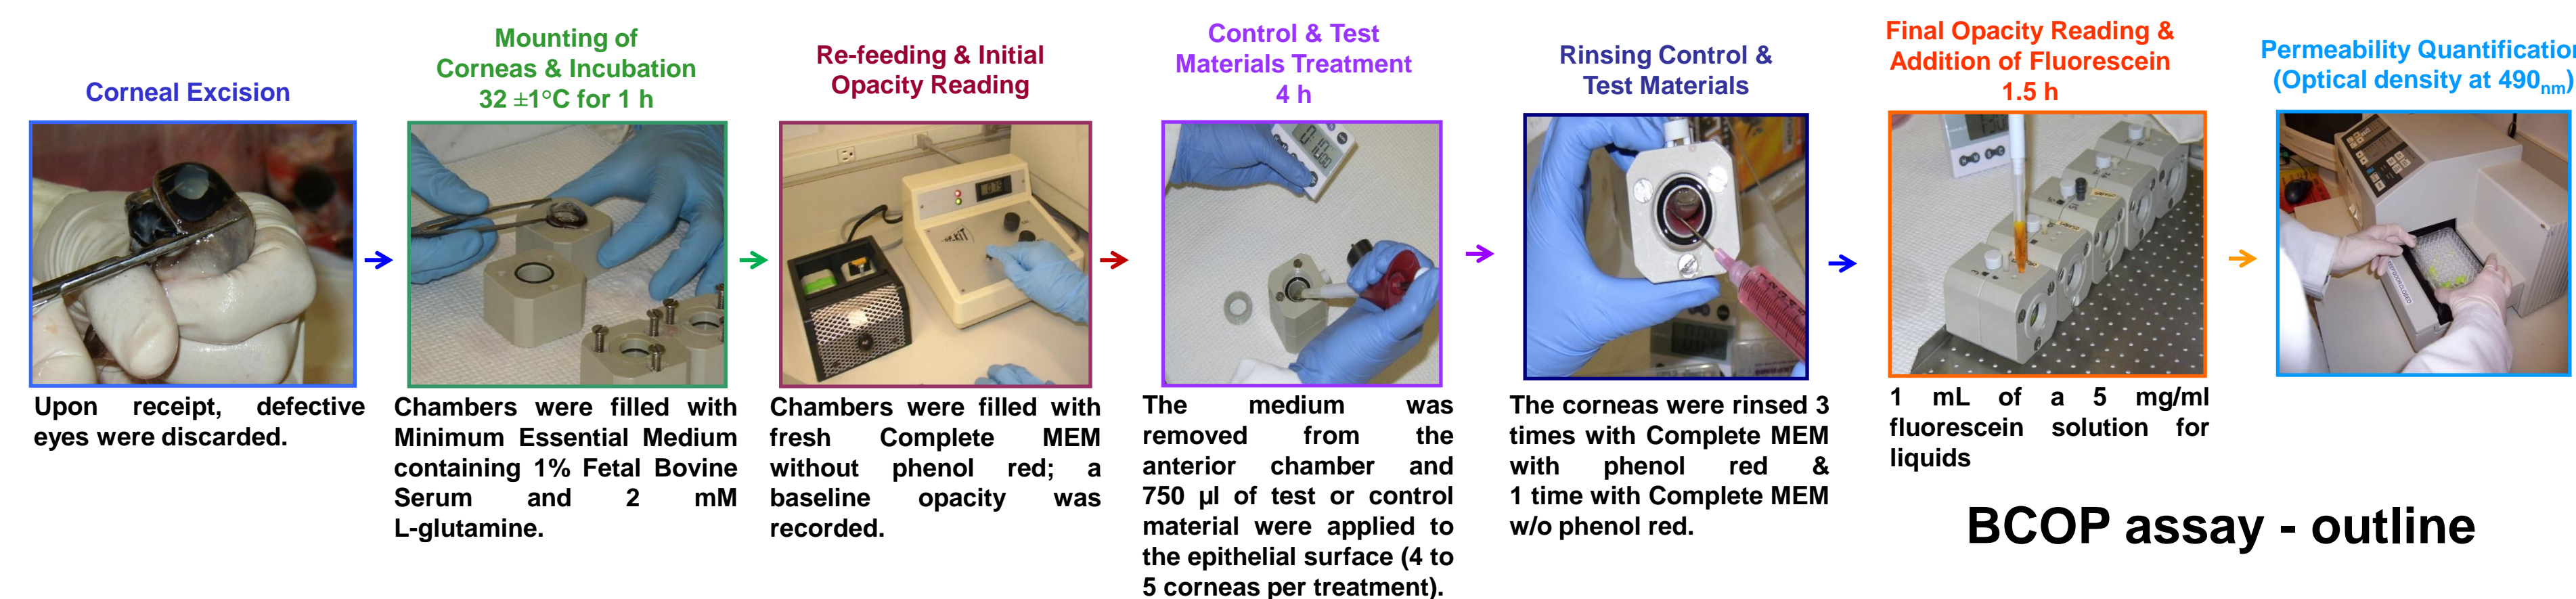 Corneal Excision
Upon receipt, defective
eyes were discarded.
Mounting of
Corneas & Incubation
32 ±1°C for 1 h
Chambers were filled with
Minimum Essential Medium
containing 1% Fetal Bovine
Serum and 2 mM
L-glutamine.
Re-feeding & Initial
Opacity Reading
Chambers were filled with
fresh Complete MEM
without phenol red; a
baseline opacity was
recorded.
Control & Test
Materials Treatment
4 h
The medium was
removed from the
anterior chamber and
750 µl of test or control
material were applied to
the epithelial surface (4 to
5 corneas per treatment).
Rinsing Control &
Test Materials
The corneas were rinsed 3
times with Complete MEM
with phenol red &
1 time with Complete MEM
w/o phenol red.
Final Opacity Reading &
Addition of Fluorescein
1.5 h
1 mL of a 5 mg/ml
fluorescein solution for
liquids
Permeability Quantification
(Optical density at 490nm)
BCOP assay - outline